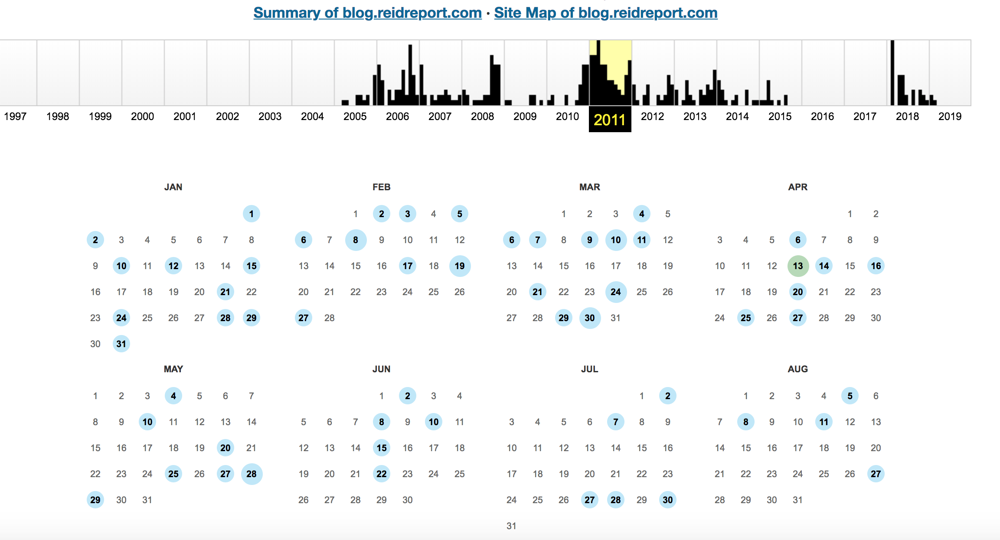 Summary of blog.reidreport.com · Site Map of blog.reidreport.com
1997 1998 1999 2000 2001 2002 2003 2004 2005 2006 2007 2008 2009 2010 2011 2012 2013 2014 2015 2016 2017 2018 2019
JAN
1
2 3 4 5 6 7 8
9 10 11 12 13 14 15
16 17 18 19 20 21 22
23 24 25 26 27 28 29
30 31
FEB
1 2 3 4 5
6 7 8 9 10 11 12
13 14 15 16 17 18 19
20 21 22 23 24 25 26
27 28
MAR
1 2 3 4 5
6 7 8 9 10 11 12
13 14 15 16 17 18 19
20 21 22 23 24 25 26
27 28 29 30 31
APR
1 2
3 4 5 6 7 8 9
10 11 12 13 14 15 16
17 18 19 20 21 22 23
24 25 26 27 28 29 30
MAY
1 2 3 4 5 6 7
8 9 10 11 12 13 14
15 16 17 18 19 20 21
22 23 24 25 26 27 28
29 30 31
JUN
1 2 3 4
5 6 7 8 9 10 11
12 13 14 15 16 17 18
19 20 21 22 23 24 25
26 27 28 29 30
JUL
1 2
3 4 5 6 7 8 9
10 11 12 13 14 15 16
17 18 19 20 21 22 23
24 25 26 27 28 29 30
31
AUG
1 2 3 4 5 6
7 8 9 10 11 12 13
14 15 16 17 18 19 20
21 22 23 24 25 26 27
28 29 30 31